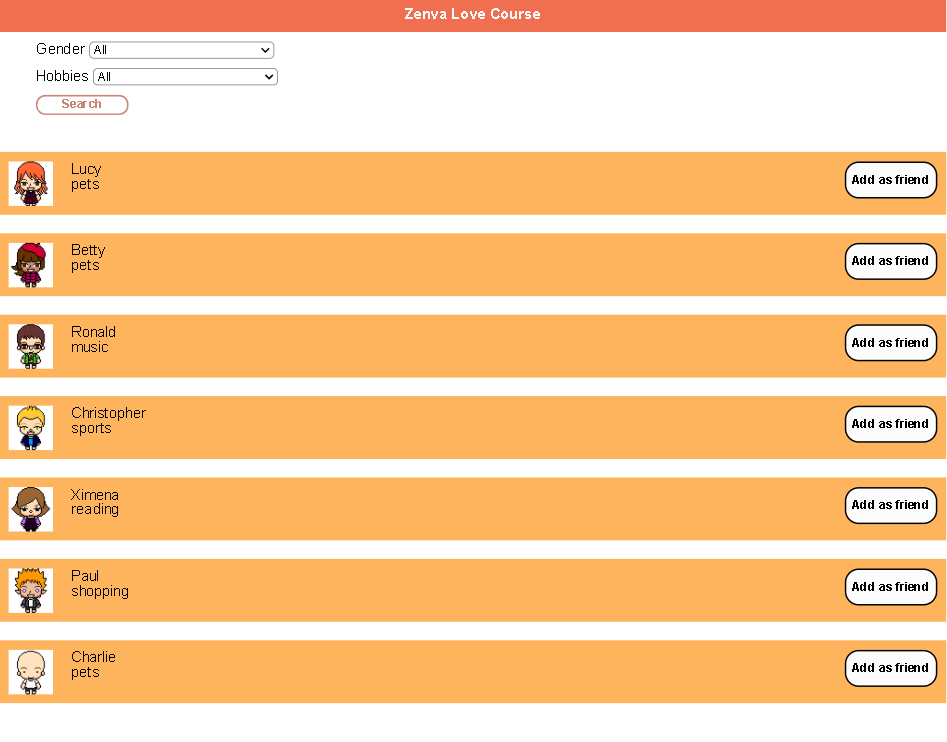 Zenva Love Course
Gender All
Hobbies All
Search
Lucy
pets
Add as friend
Betty
pets
Add as friend
Ronald
music
Add as friend
Christopher
sports
Add as friend
Ximena
reading
Add as friend
Paul
shopping
Add as friend
Charlie
pets
Add as friend